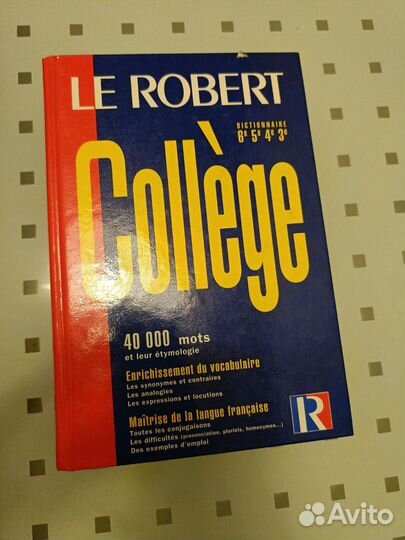 LE ROBERT
DICTIONNAIRE
6e 5e 4e 3e
Collège
40 000 mots
et leur étymologie
Enrichissement du vocabulaire
Les synonymes et contraires
Les analogies
Les expressions et locutions
Maîtrise de la langue française
Toutes les conjugaisons
Les difficultés (prononciation, pluriels, homonymes...)
Des exemples d'emploi
R
Avito